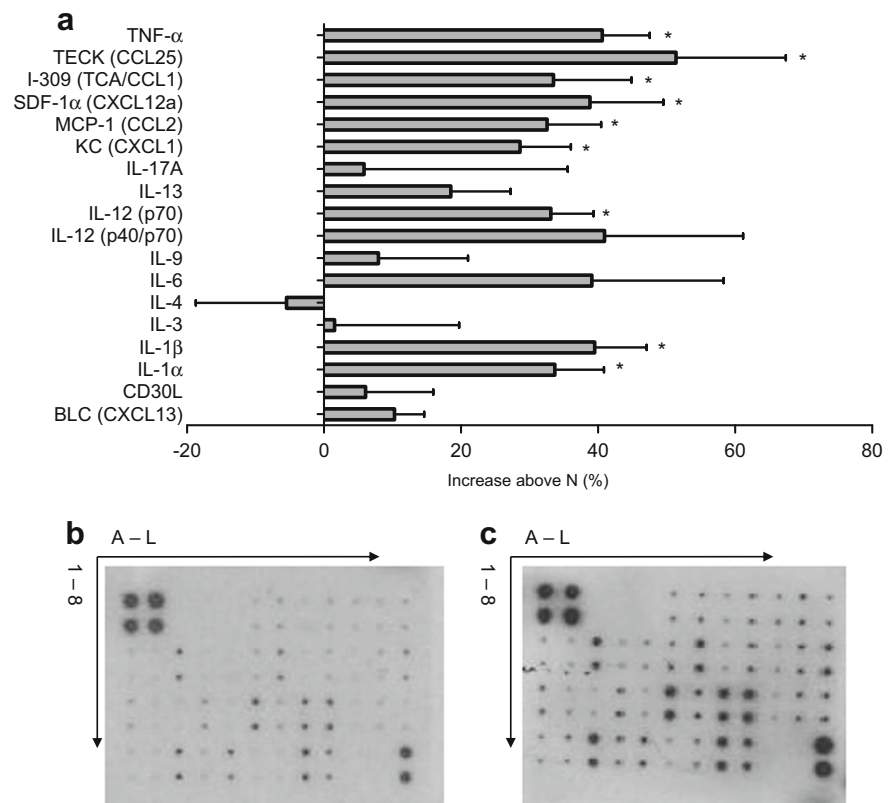 a
TNF-α *
TECK (CCL25) *
I-309 (TCA/CCL1) *
SDF-1α (CXCL12a) *
MCP-1 (CCL2) *
KC (CXCL1) *
IL-17A
IL-13
IL-12 (p70) *
IL-12 (p40/p70)
IL-9
IL-6
IL-4
IL-3
IL-1β *
IL-1α *
CD30L
BLC (CXCL13)
-20 0 20 40 60 80
Increase above N (%)
b
A – L
1 – 8
c
A – L
1 – 8